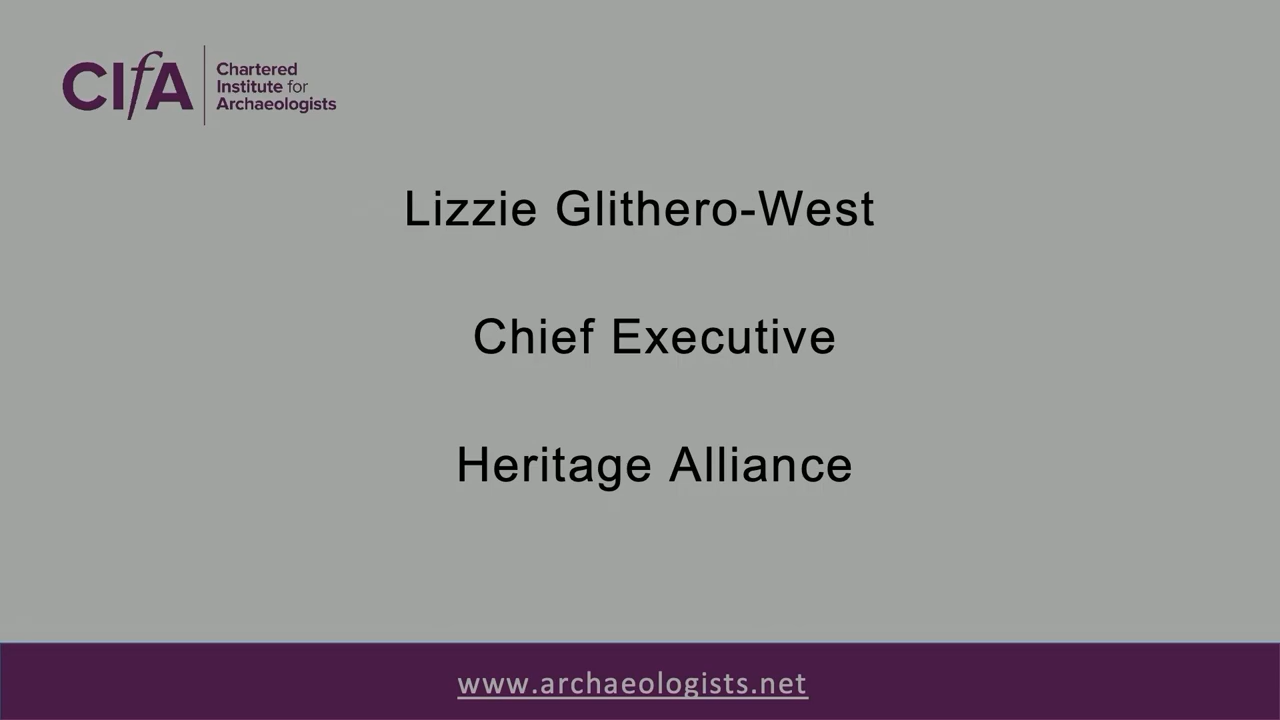 CIfA
Chartered
Institute for
Archaeologists
Lizzie Glithero-West
Chief Executive
Heritage Alliance
www.archaeologists.net